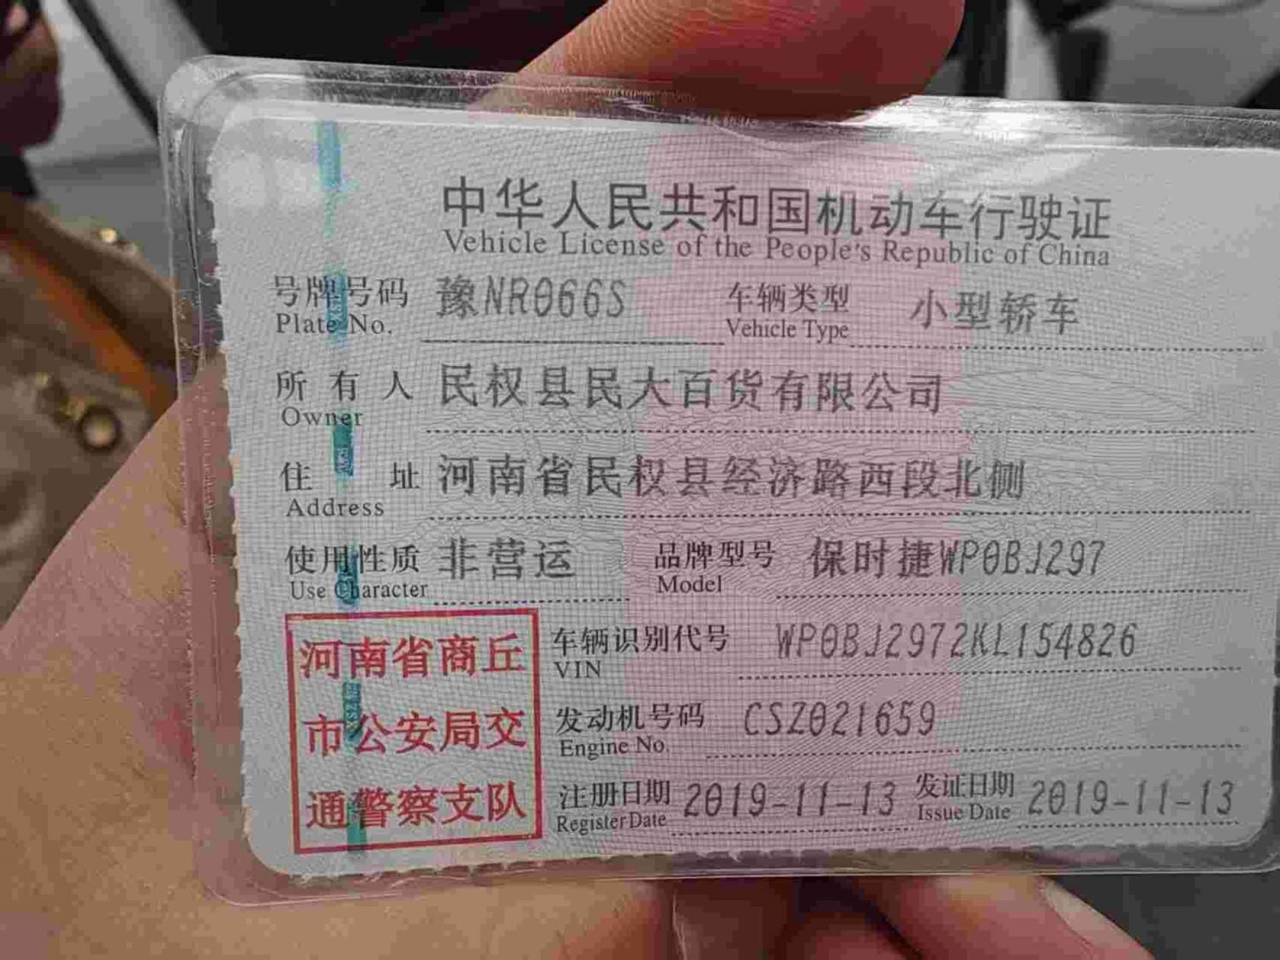 中华人民共和国机动车行驶证
Vehicle License of the People's Republic of China
号牌号码 豫NR066S 车辆类型 小型轿车
Plate No. Vehicle Type
所有人 民权县民大百货有限公司
Owner
住址 河南省民权县经济路西段北侧
Address
使用性质 非营运 品牌型号 保时捷WP0BJ297
Use Character Model
河南省商丘
市公安局交
通警察支队
车辆识别代号 WP0BJ2972KL154826
VIN
发动机号码 CSZ021659
Engine No.
注册日期 2019-11-13 发证日期 2019-11-13
Register Date Issue Date